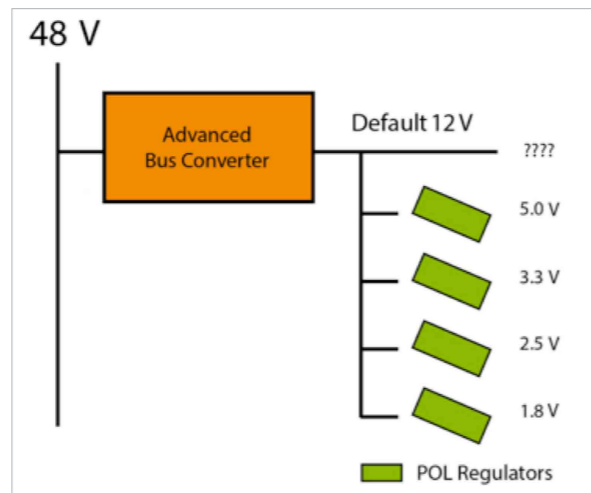 48 V
Advanced
Bus Converter
Default 12 V
????
5.0 V
3.3 V
2.5 V
1.8 V
POL Regulators